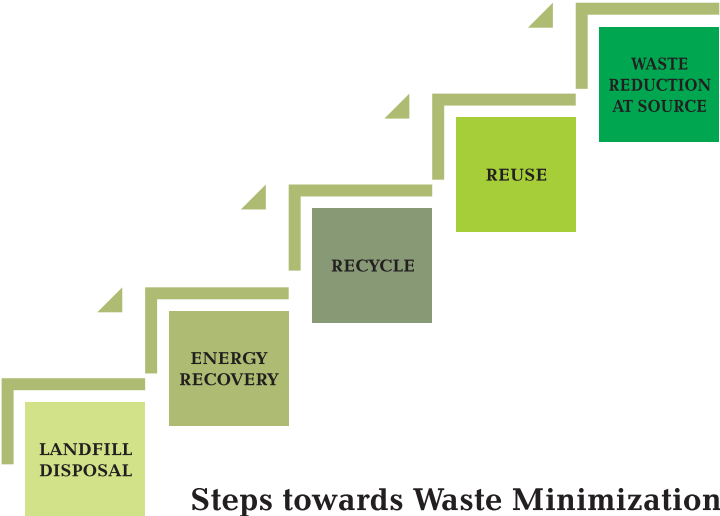 WASTE
REDUCTION
AT SOURCE
REUSE
RECYCLE
ENERGY
RECOVERY
LANDFILL
DISPOSAL
Steps towards Waste Minimization